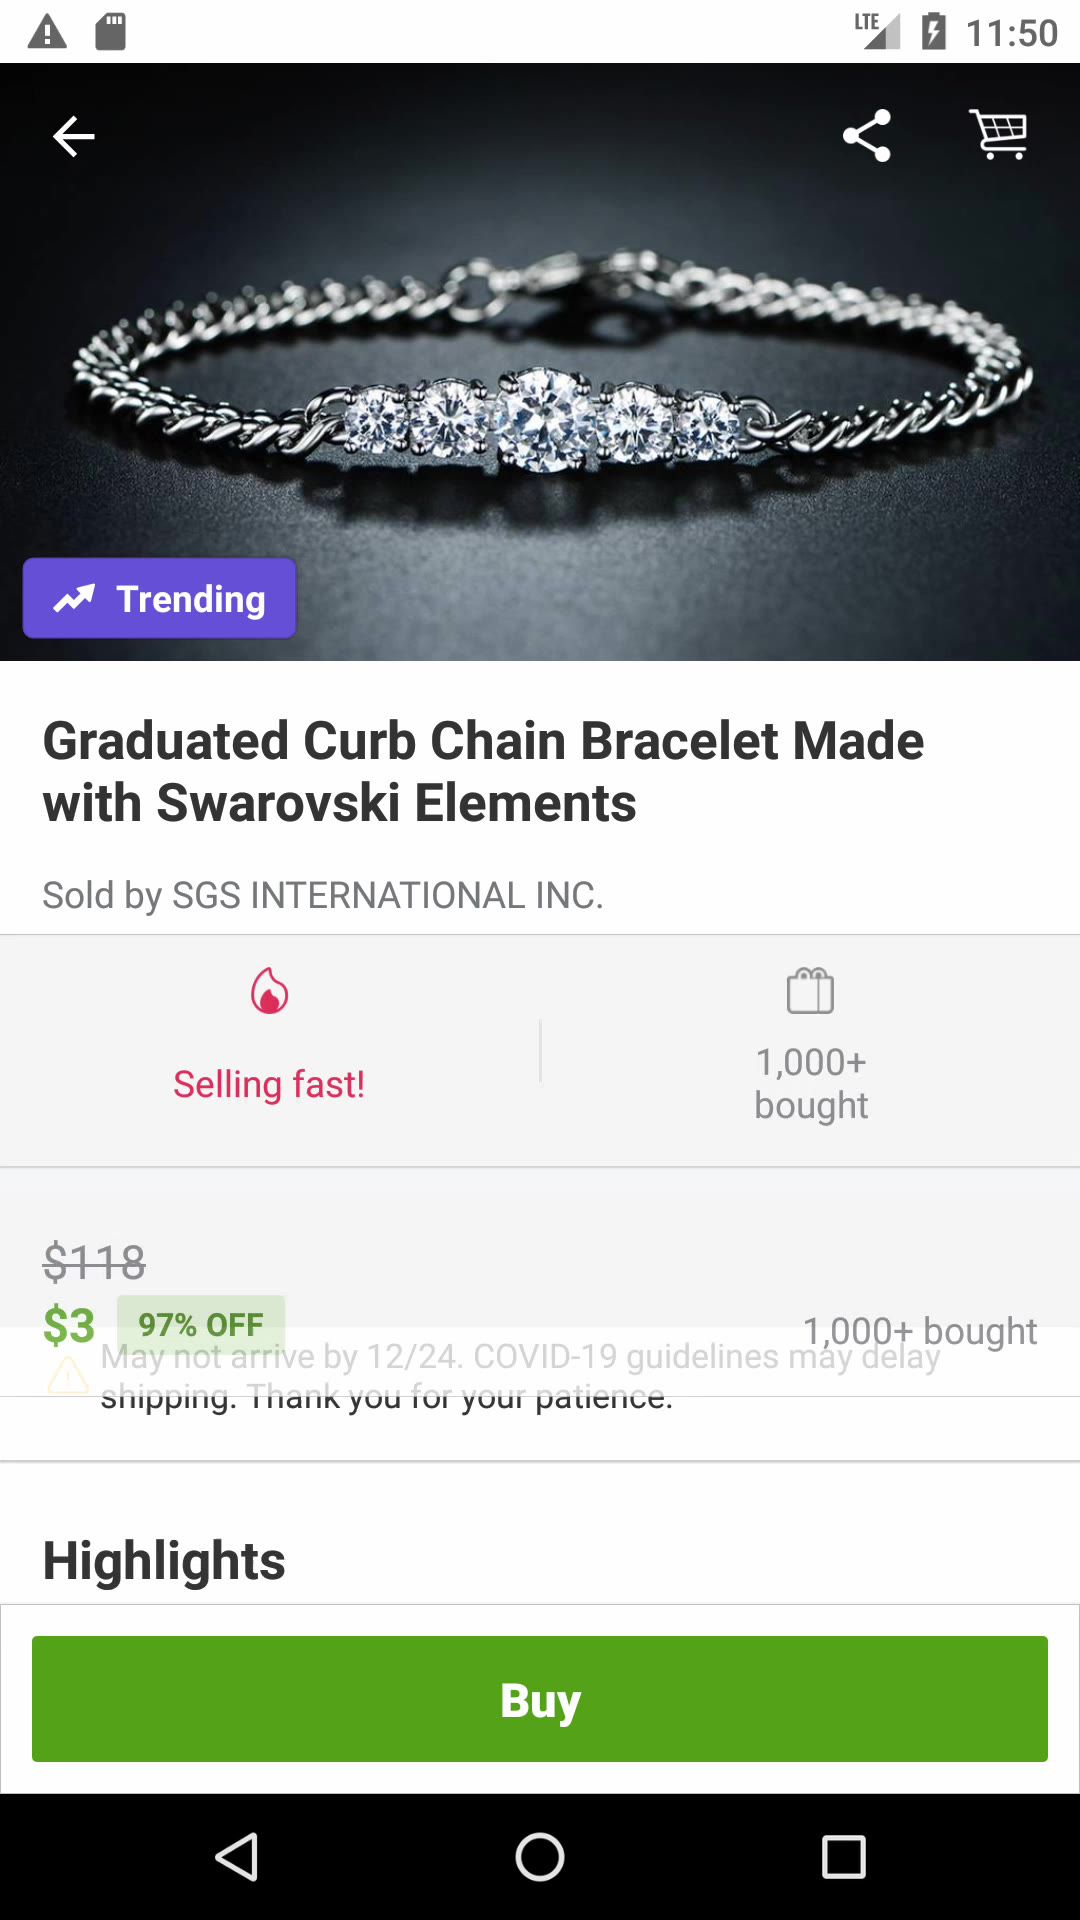 LTE 11:50
Trending
Graduated Curb Chain Bracelet Made
with Swarovski Elements
Sold by SGS INTERNATIONAL INC.
Selling fast!
1,000+
bought
$118
$3 97% OFF
1,000+ bought
May not arrive by 12/24. COVID-19 guidelines may delay
shipping. Thank you for your patience.
Highlights
Buy